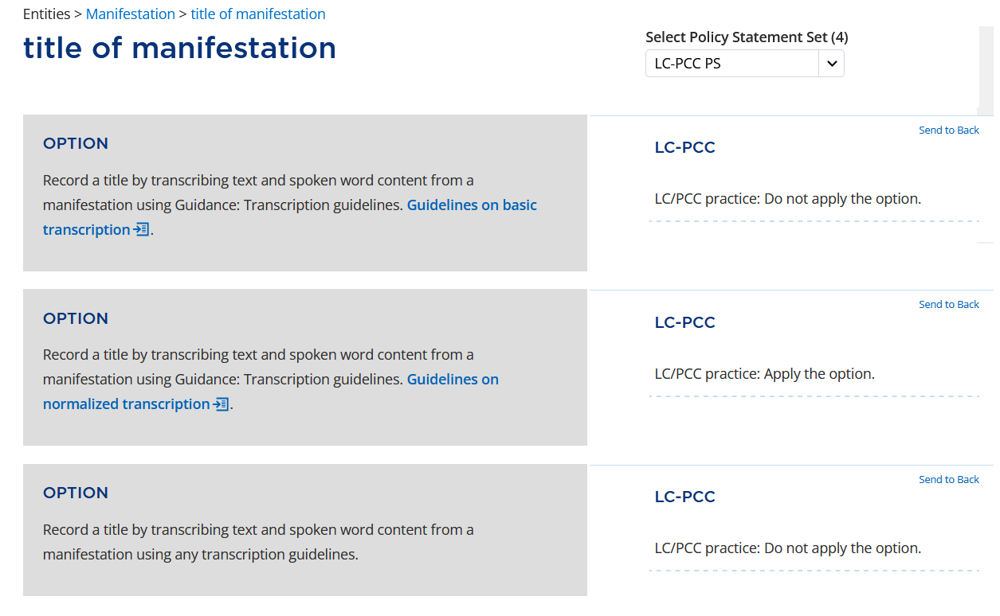 Entities > Manifestation > title of manifestation
title of manifestation
Select Policy Statement Set (4)
LC-PCC PS
OPTION
Record a title by transcribing text and spoken word content from a
manifestation using Guidance: Transcription guidelines. Guidelines on basic
transcription.
Send to Back
LC-PCC
LC/PCC practice: Do not apply the option.
OPTION
Record a title by transcribing text and spoken word content from a
manifestation using Guidance: Transcription guidelines. Guidelines on
normalized transcription.
Send to Back
LC-PCC
LC/PCC practice: Apply the option.
OPTION
Record a title by transcribing text and spoken word content from a
manifestation using any transcription guidelines.
Send to Back
LC-PCC
LC/PCC practice: Do not apply the option.